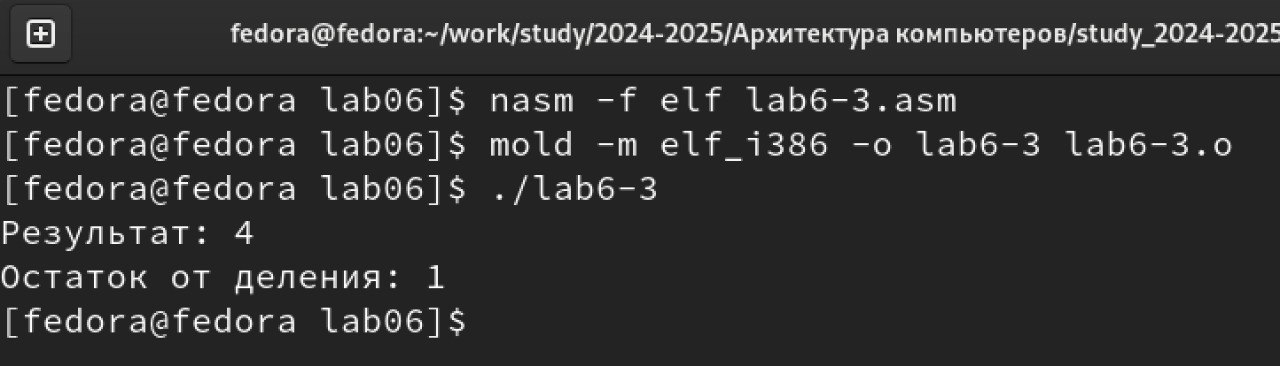 fedora@fedora:~/work/study/2024-2025/Архитектура компьютеров/study_2024-2025
[fedora@fedora lab06]$ nasm -f elf lab6-3.asm
[fedora@fedora lab06]$ mold -m elf_i386 -o lab6-3 lab6-3.o
[fedora@fedora lab06]$ ./lab6-3
Результат: 4
Остаток от деления: 1
[fedora@fedora lab06]$